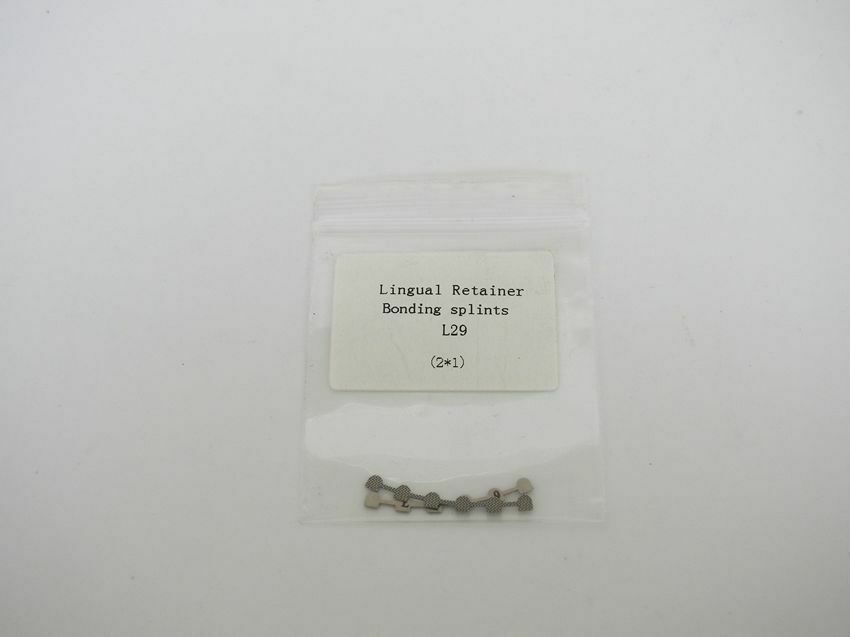 Lingual Retainer
Bonding splints
L29
(2*1)